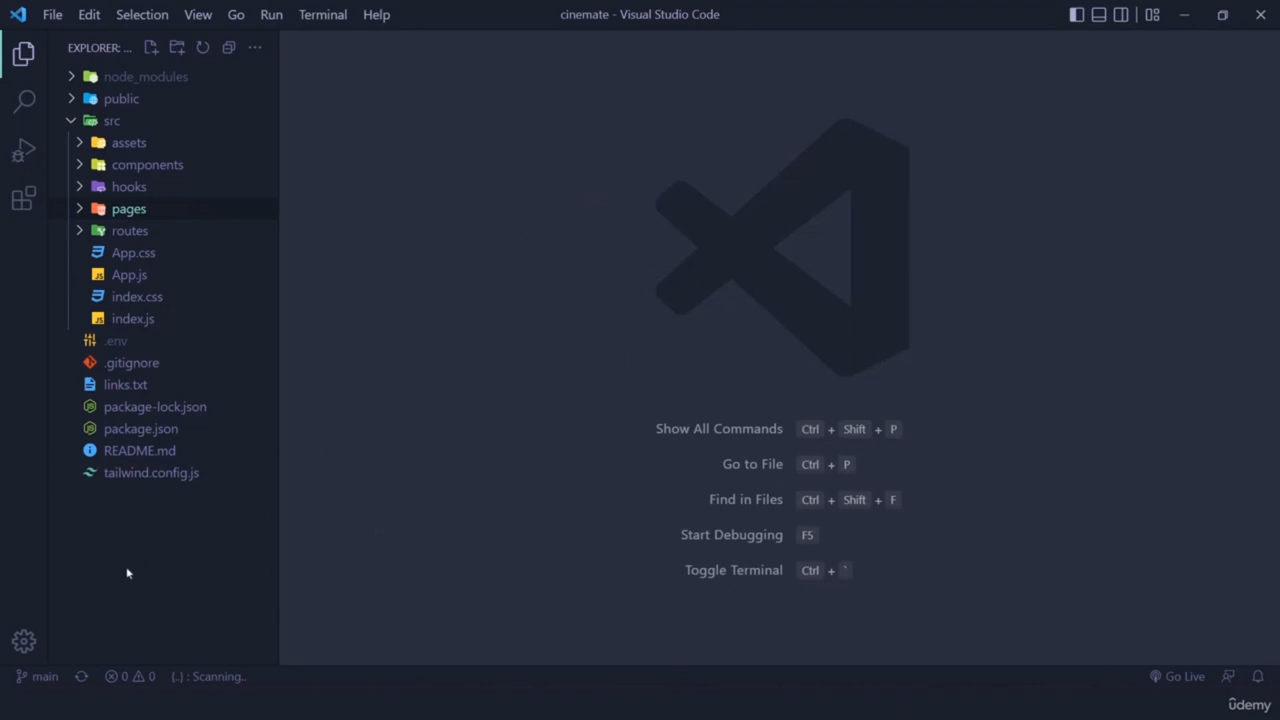 File Edit Selection View Go Run Terminal Help
cinemate - Visual Studio Code
EXPLORER: ...
node_modules
public
src
assets
components
hooks
pages
routes
App.css
App.js
index.css
index.js
.env
.gitignore
links.txt
package-lock.json
package.json
README.md
tailwind.config.js
Show All Commands Ctrl + Shift + P
Go to File Ctrl + P
Find in Files Ctrl + Shift + F
Start Debugging F5
Toggle Terminal Ctrl + `
main 0 0 {..} : Scanning..
Go Live
ûdemy